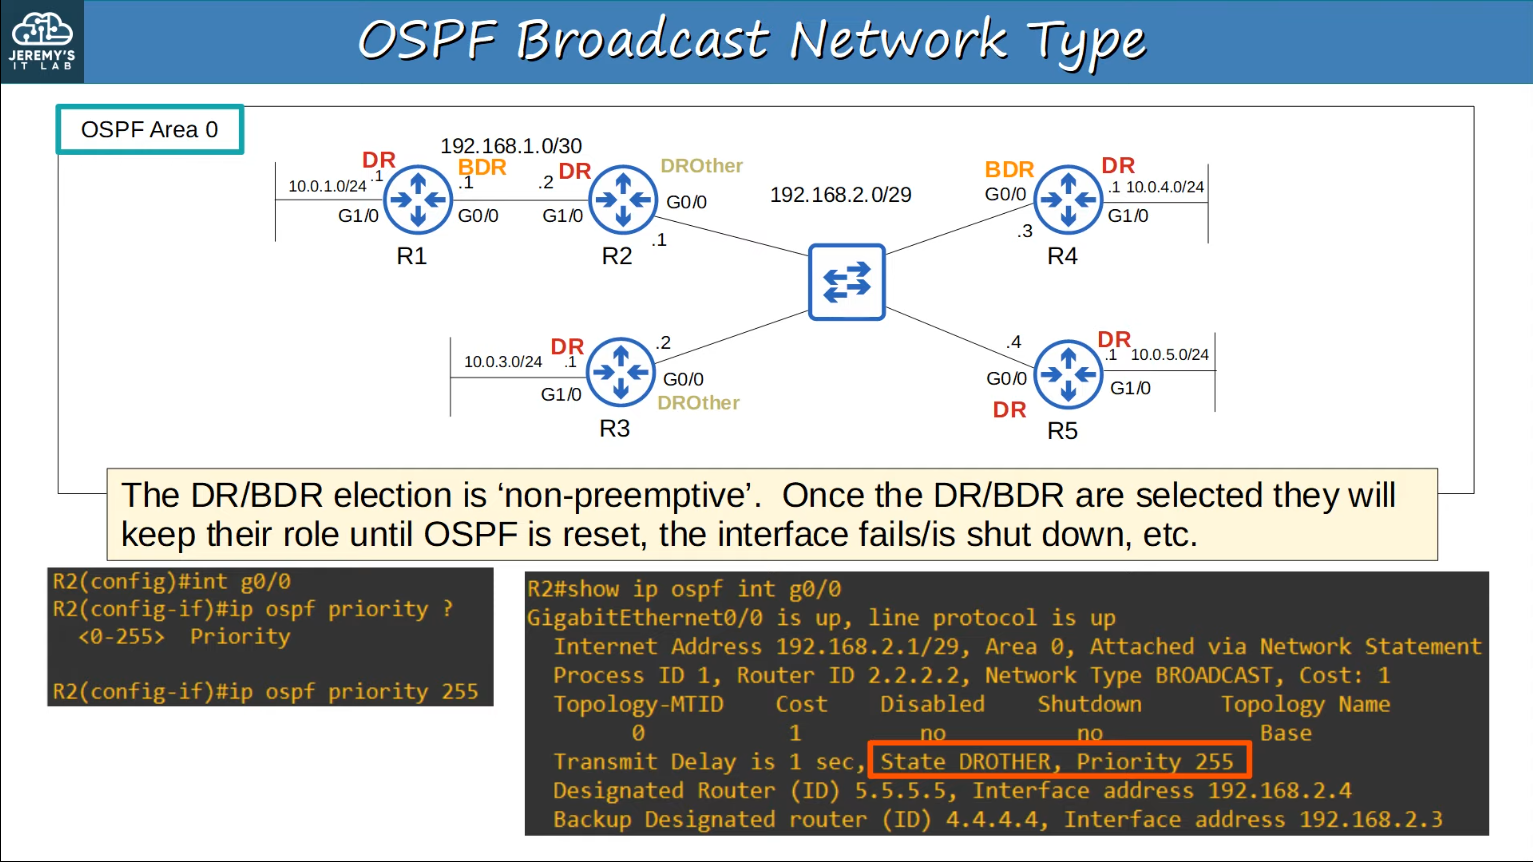 JEREMY'S
IT LAB
OSPF Broadcast Network Type
OSPF Area 0
192.168.1.0/30
DR
BDR
DR
DROther
10.0.1.0/24
.1
.1
.2
G1/0
G0/0
G1/0
G0/0
R1
R2
.1
192.168.2.0/29
BDR
DR
G0/0
.1
10.0.4.0/24
G1/0
.3
R4
DR
.2
10.0.3.0/24
.1
G1/0
G0/0
DROther
R3
.4
DR
.1
10.0.5.0/24
G0/0
G1/0
DR
R5
The DR/BDR election is ‘non-preemptive’.  Once the DR/BDR are selected they will
keep their role until OSPF is reset, the interface fails/is shut down, etc.
R2(config)#int g0/0
R2(config-if)#ip ospf priority ?
<0-255>  Priority
R2(config-if)#ip ospf priority 255
R2#show ip ospf int g0/0
GigabitEthernet0/0 is up, line protocol is up
Internet Address 192.168.2.1/29, Area 0, Attached via Network Statement
Process ID 1, Router ID 2.2.2.2, Network Type BROADCAST, Cost: 1
Topology-MTID    Cost    Disabled    Shutdown      Topology Name
0           1         no          no            Base
Transmit Delay is 1 sec, State DROTHER, Priority 255
Designated Router (ID) 5.5.5.5, Interface address 192.168.2.4
Backup Designated router (ID) 4.4.4.4, Interface address 192.168.2.3